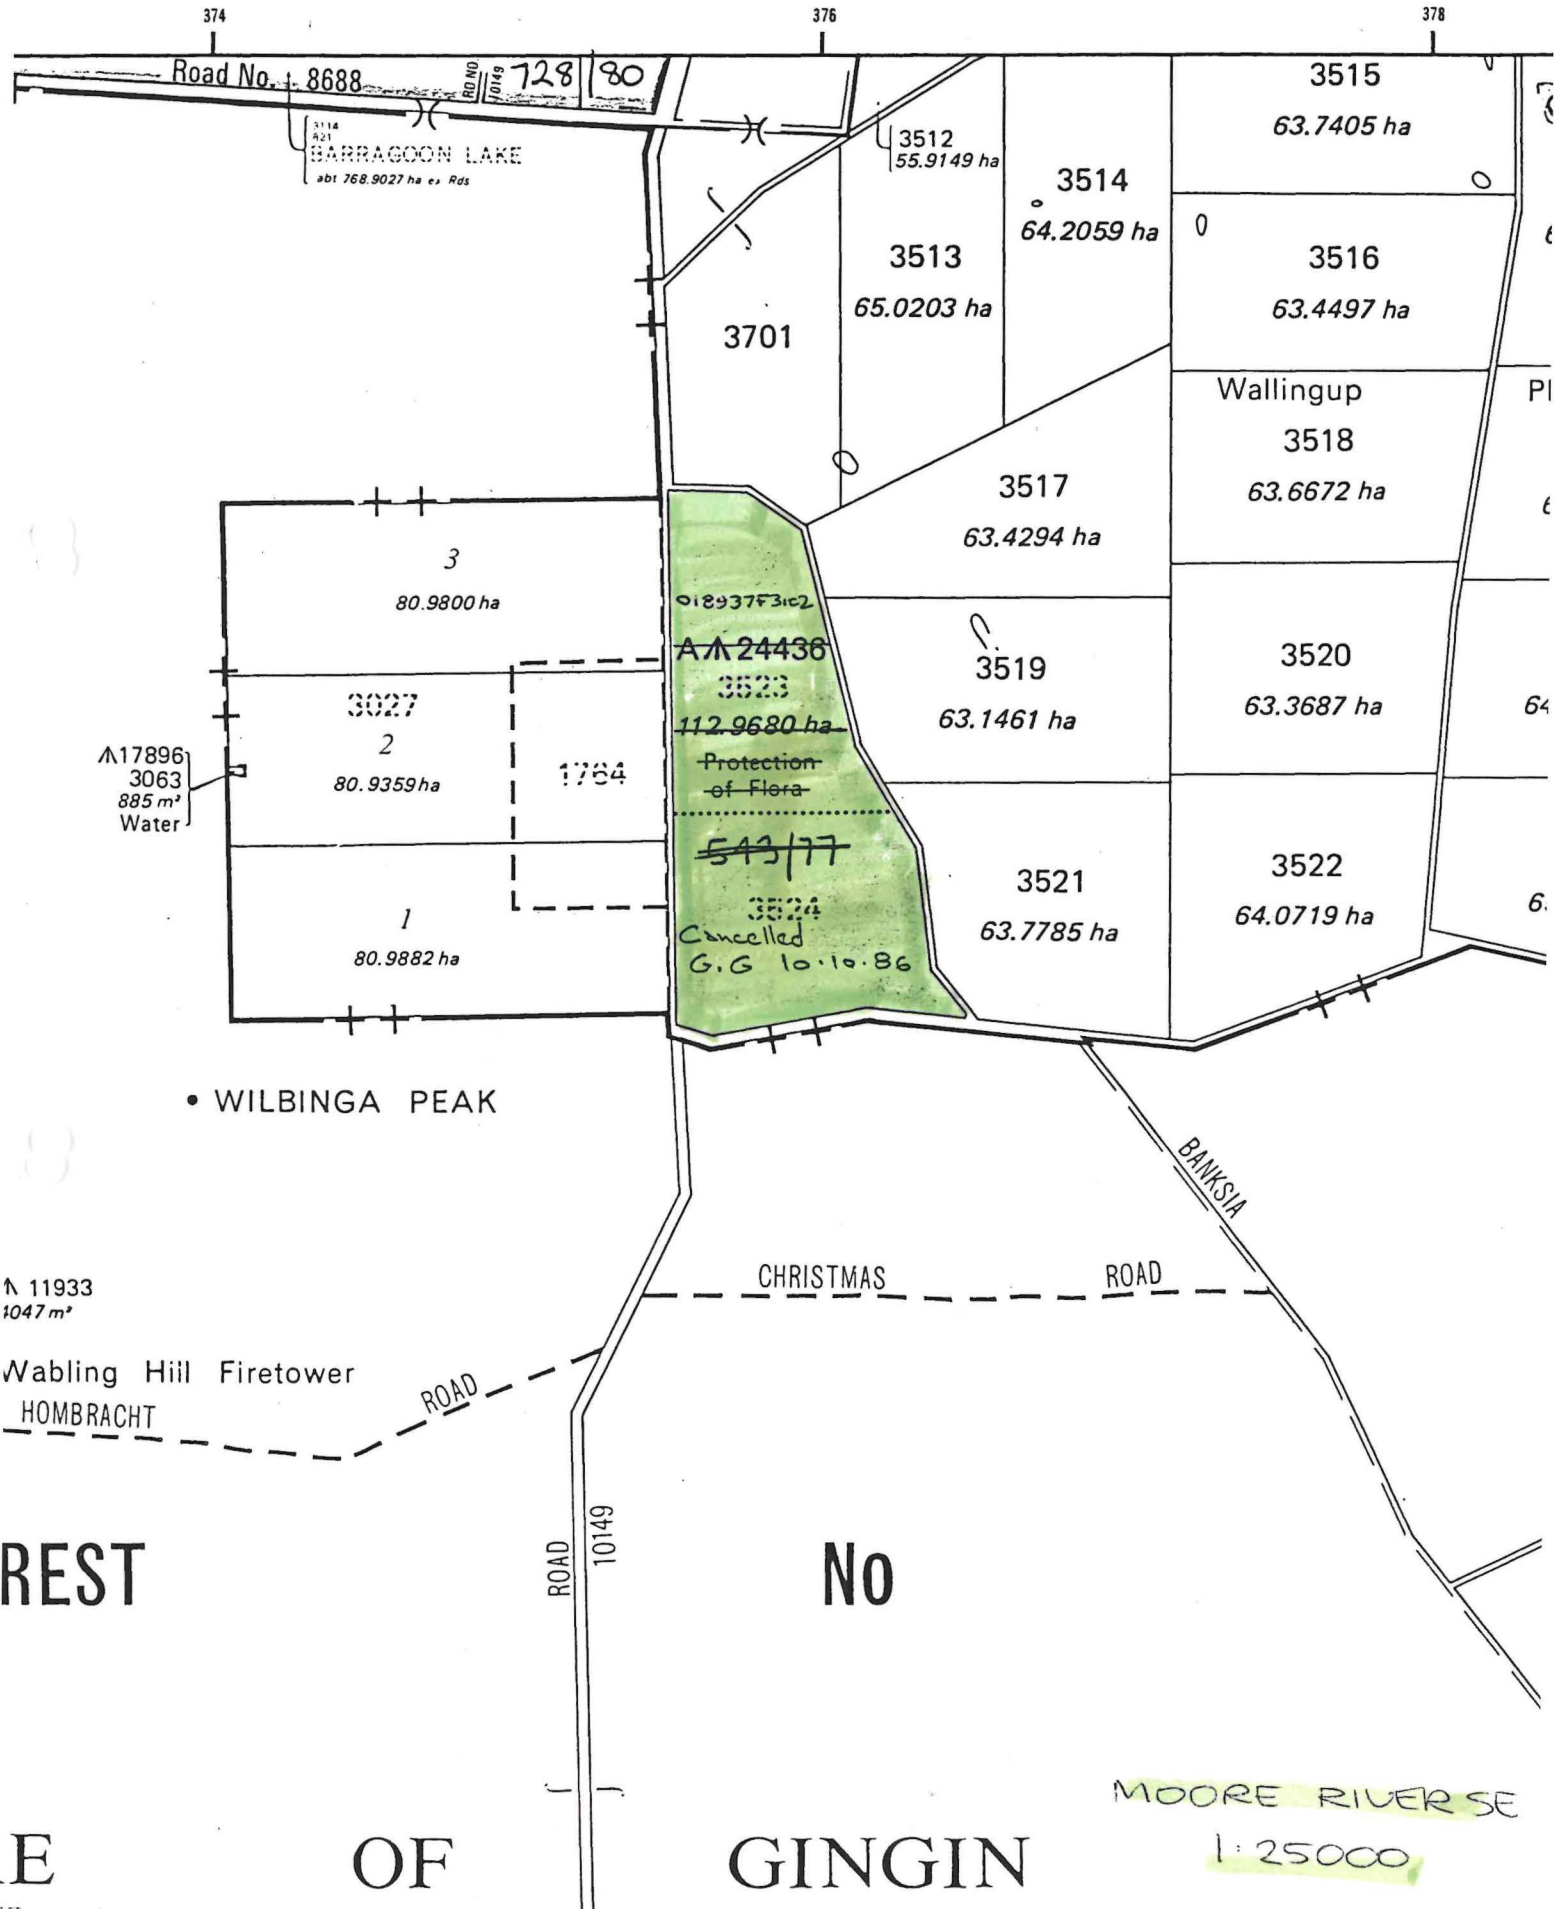 374
376
378
Road No. 8688
RD NO
10149
728 80
3114
821
BARRAGOON LAKE
abt 768.9027 ha ex Rds
3512
55.9149 ha
3515
63.7405 ha
3514
64.2059 ha
3513
65.0203 ha
3516
63.4497 ha
3701
Wallingup
Pl
3518
63.6672 ha
3517
63.4294 ha
3
80.9800 ha
018937F3102
A 24436
3523
112.9680 ha
Protection
of Flora
543/77
3524
Cancelled
G.G 10.10.86
3519
63.1461 ha
3520
63.3687 ha
64
3027
2
80.9359 ha
1764
17896
3063
885 m²
Water
3521
63.7785 ha
3522
64.0719 ha
1
80.9882 ha
• WILBINGA PEAK
BANKSIA
CHRISTMAS ROAD
11933
1047 m²
Wabling Hill Firetower
HOMBRACHT ROAD
ROAD 10149
REST No
MOORE RIVER SE
1:25000
E OF GINGIN